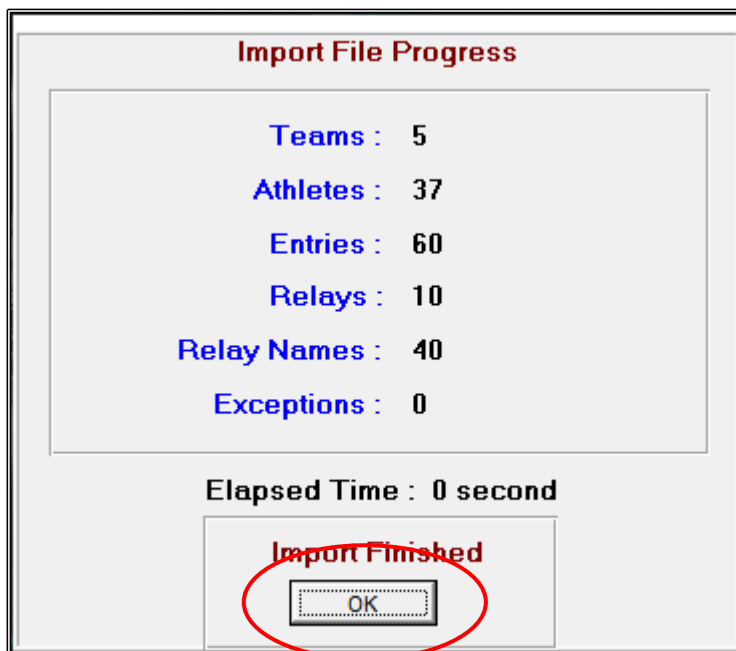 Import File Progress
Teams : 5
Athletes : 37
Entries : 60
Relays : 10
Relay Names : 40
Exceptions : 0
Elapsed Time : 0 second
Import Finished
OK